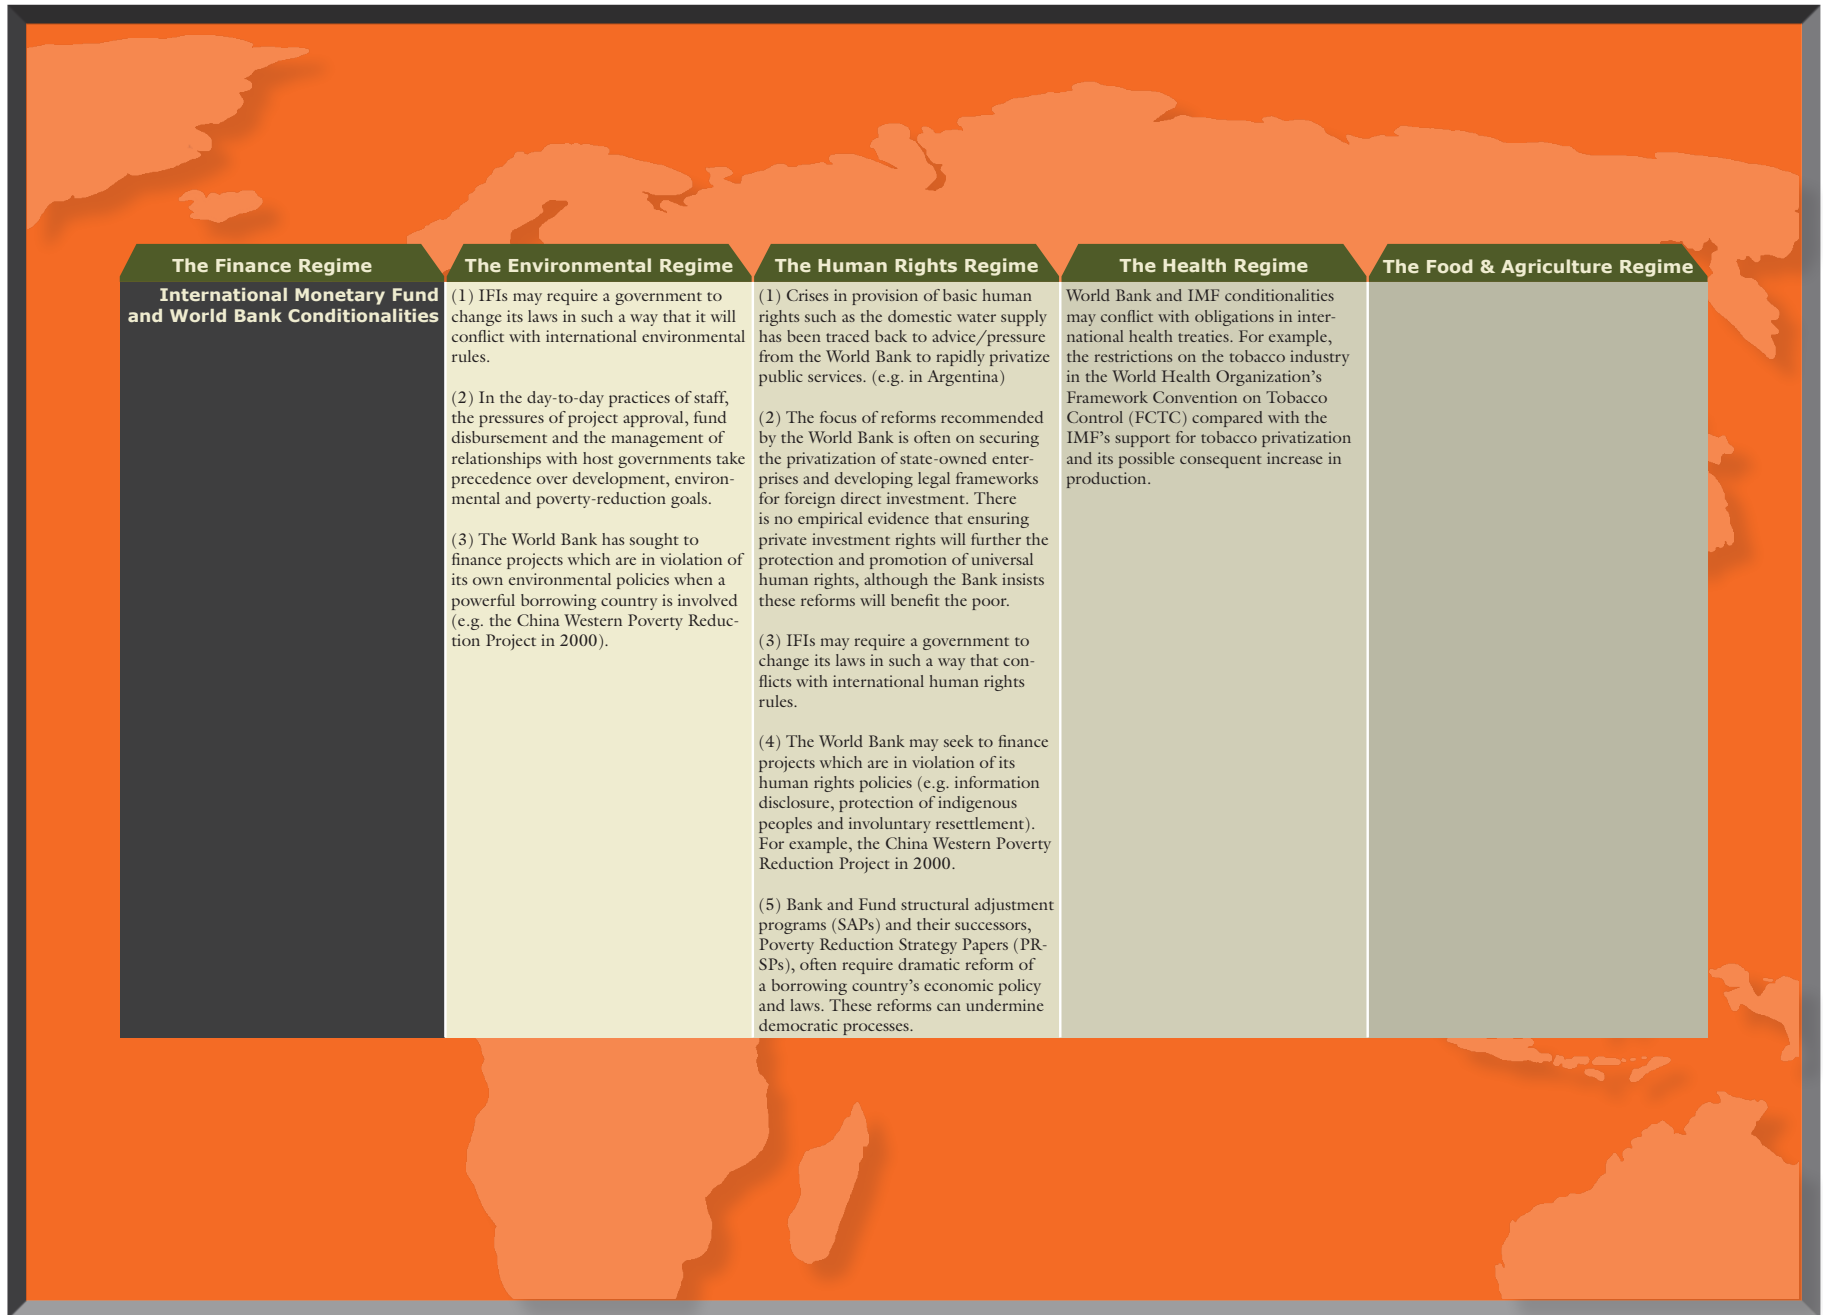 The Finance Regime
The Environmental Regime
The Human Rights Regime
The Health Regime
The Food & Agriculture Regime
International Monetary Fund
and World Bank Conditionalities
(1) IFIs may require a government to
change its laws in such a way that it will
conflict with international environmental
rules.
(2) In the day-to-day practices of staff,
the pressures of project approval, fund
disbursement and the management of
relationships with host governments take
precedence over development, environ-
mental and poverty-reduction goals.
(3) The World Bank has sought to
finance projects which are in violation of
its own environmental policies when a
powerful borrowing country is involved
(e.g. the China Western Poverty Reduc-
tion Project in 2000).
(1) Crises in provision of basic human
rights such as the domestic water supply
has been traced back to advice/pressure
from the World Bank to rapidly privatize
public services. (e.g. in Argentina)
(2) The focus of reforms recommended
by the World Bank is often on securing
the privatization of state-owned enter-
prises and developing legal frameworks
for foreign direct investment. There
is no empirical evidence that ensuring
private investment rights will further the
protection and promotion of universal
human rights, although the Bank insists
these reforms will benefit the poor.
(3) IFIs may require a government to
change its laws in such a way that con-
flicts with international human rights
rules.
(4) The World Bank may seek to finance
projects which are in violation of its
human rights policies (e.g. information
disclosure, protection of indigenous
peoples and involuntary resettlement).
For example, the China Western Poverty
Reduction Project in 2000.
(5) Bank and Fund structural adjustment
programs (SAPs) and their successors,
Poverty Reduction Strategy Papers (PR-
SPs), often require dramatic reform of
a borrowing country's economic policy
and laws. These reforms can undermine
democratic processes.
World Bank and IMF conditionalities
may conflict with obligations in inter-
national health treaties. For example,
the restrictions on the tobacco industry
in the World Health Organization's
Framework Convention on Tobacco
Control (FCTC) compared with the
IMF's support for tobacco privatization
and its possible consequent increase in
production.